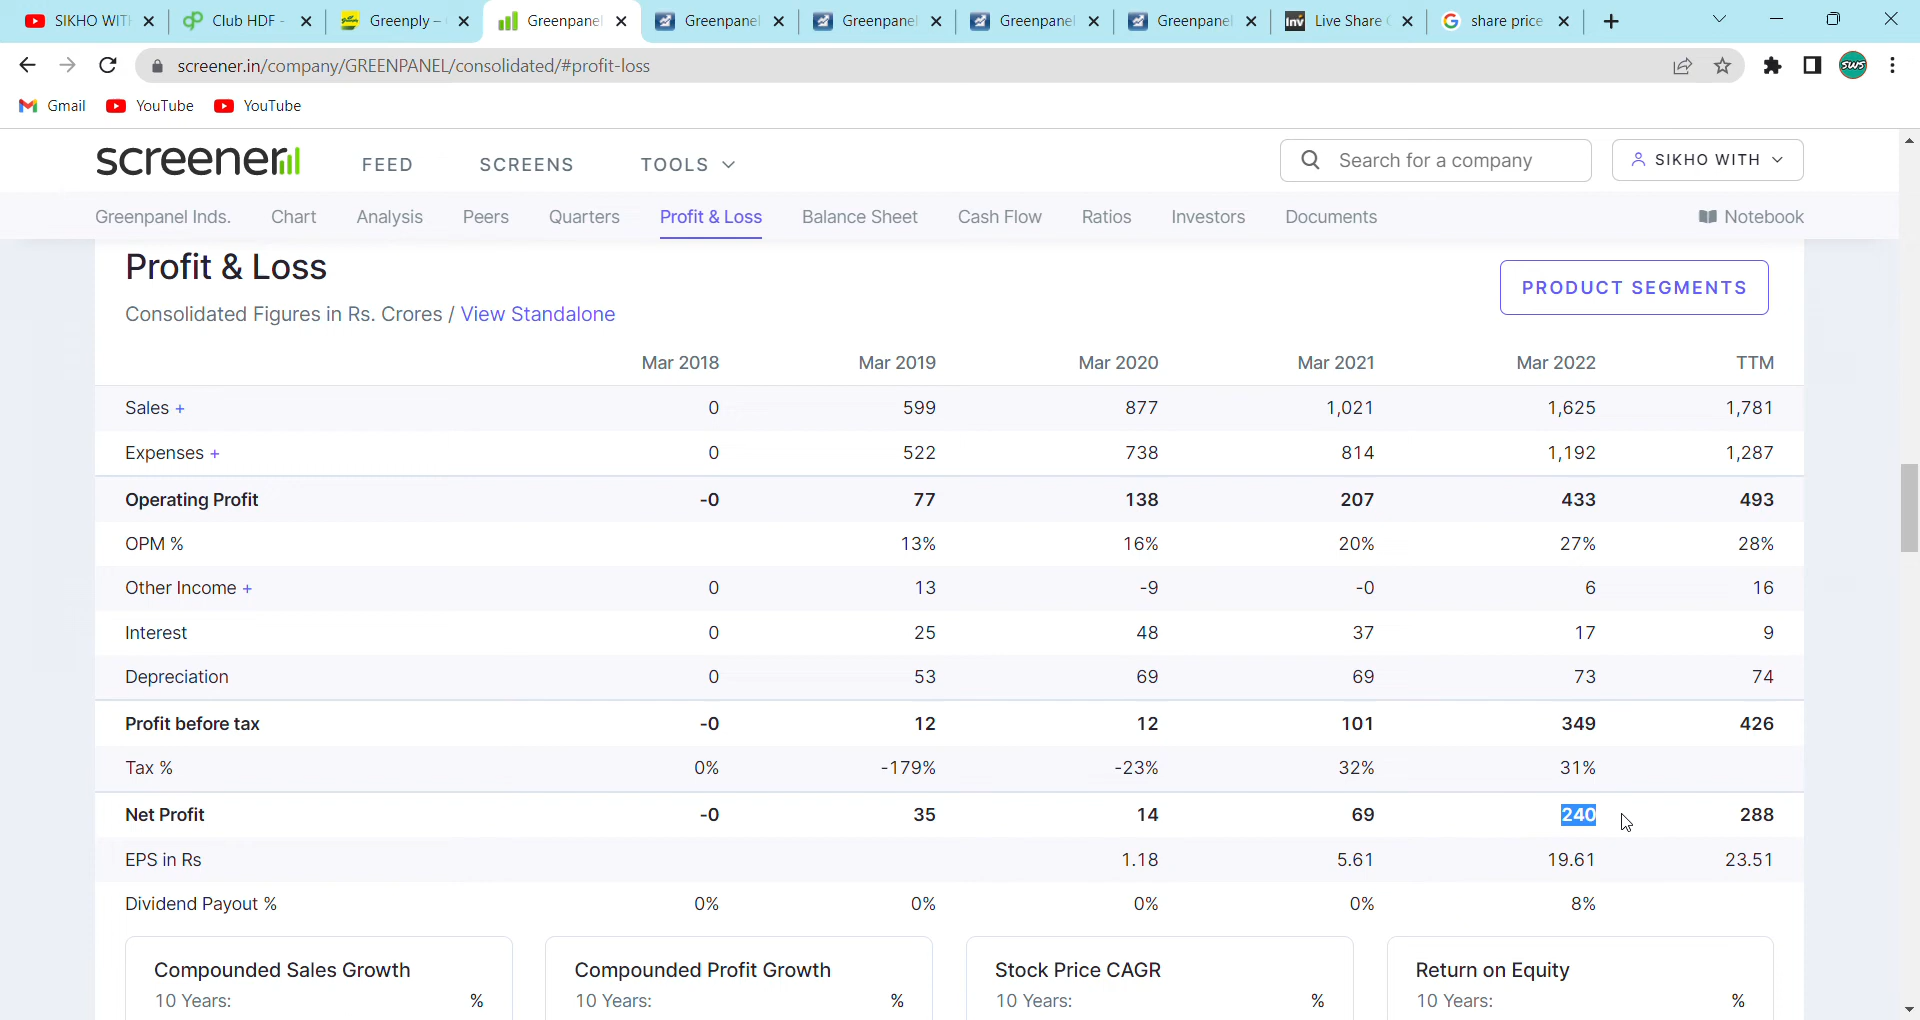 SIKHO WITH
Club HDF -
Greenply –
Greenpanel
Greenpanel
Greenpanel
Greenpanel
Greenpanel
Live Share
share price
screener.in/company/GREENPANEL/consolidated/#profit-loss
sws
Gmail YouTube YouTube
screener FEED SCREENS TOOLS Search for a company SIKHO WITH
Greenpanel Inds. Chart Analysis Peers Quarters Profit & Loss Balance Sheet Cash Flow Ratios Investors Documents Notebook
Profit & Loss
PRODUCT SEGMENTS
Consolidated Figures in Rs. Crores / View Standalone
Mar 2018 Mar 2019 Mar 2020 Mar 2021 Mar 2022 TTM
Sales + 0 599 877 1,021 1,625 1,781
Expenses + 0 522 738 814 1,192 1,287
Operating Profit -0 77 138 207 433 493
OPM % 13% 16% 20% 27% 28%
Other Income + 0 13 -9 -0 6 16
Interest 0 25 48 37 17 9
Depreciation 0 53 69 69 73 74
Profit before tax -0 12 12 101 349 426
Tax % 0% -179% -23% 32% 31%
Net Profit -0 35 14 69 240 288
EPS in Rs 1.18 5.61 19.61 23.51
Dividend Payout % 0% 0% 0% 0% 8%
Compounded Sales Growth Compounded Profit Growth Stock Price CAGR Return on Equity
10 Years: % 10 Years: % 10 Years: % 10 Years: %